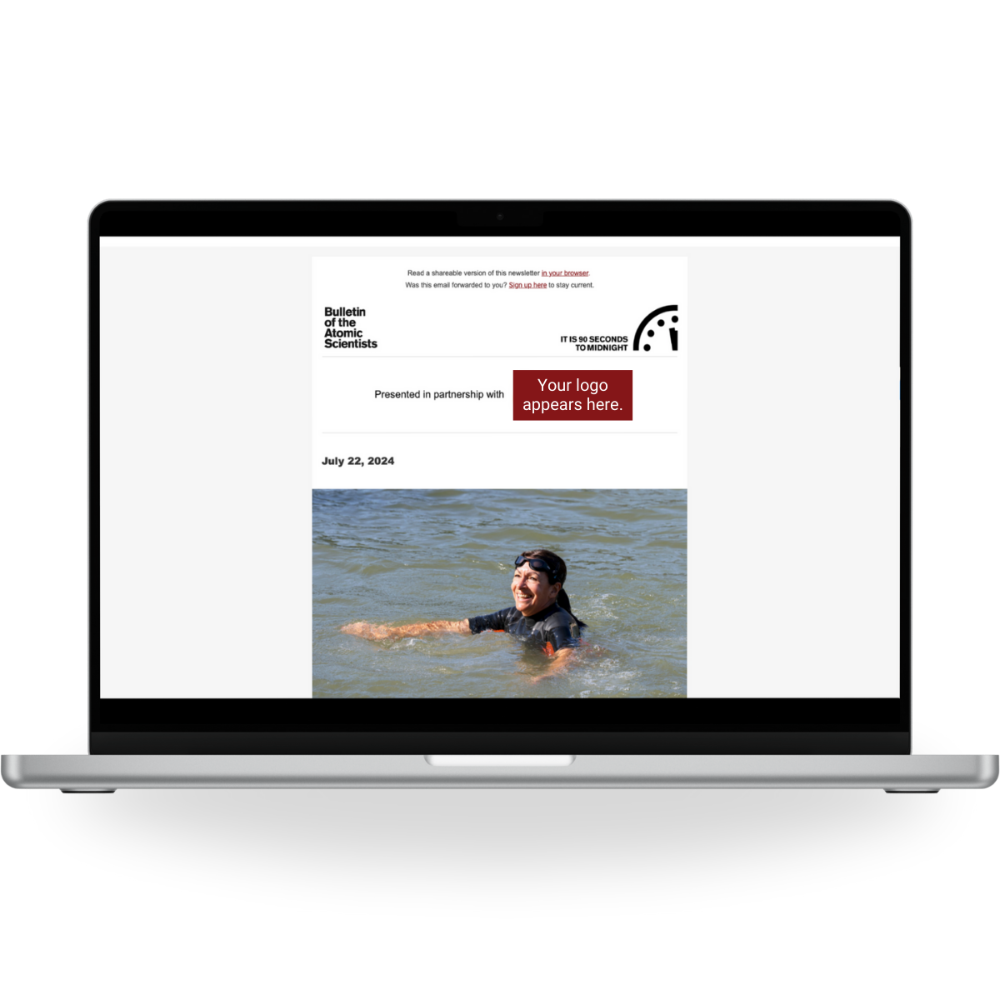 Read a shareable version of this newsletter in your browser.
Was this email forwarded to you? Sign up here to stay current.
Bulletin
of the
Atomic
Scientists
IT IS 90 SECONDS
TO MIDNIGHT
Presented in partnership with
Your logo
appears here.
July 22, 2024